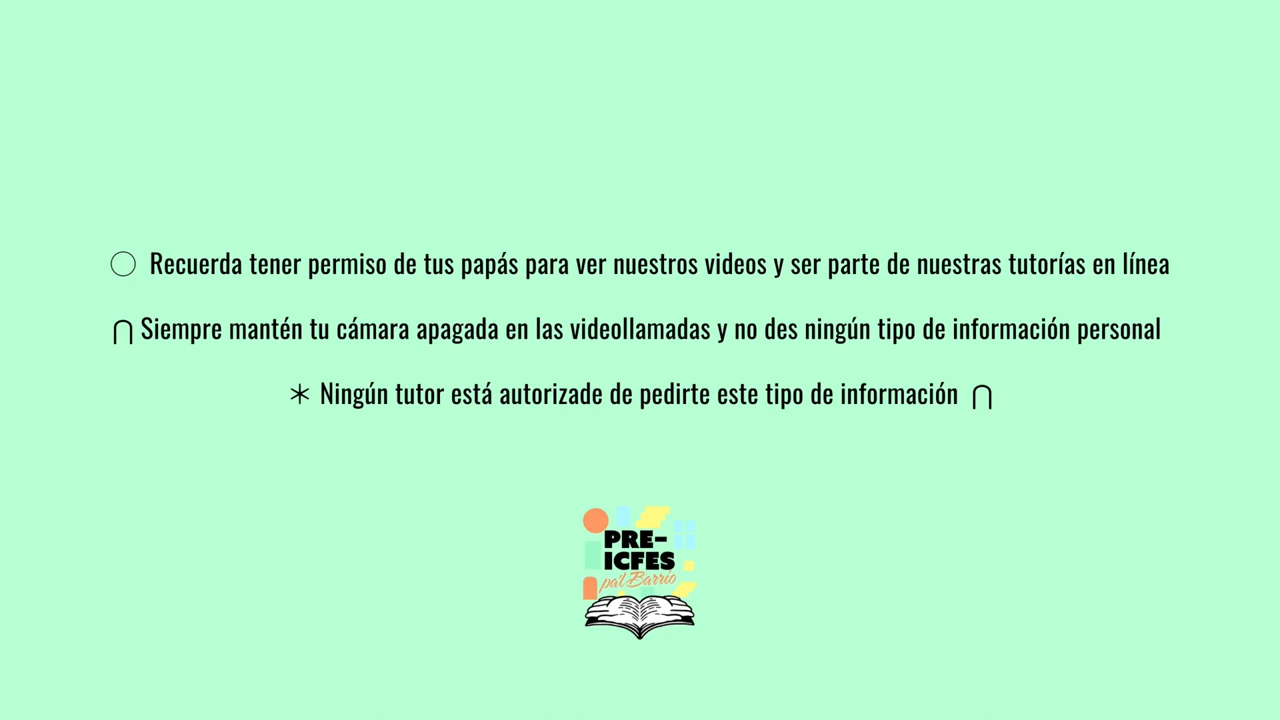 ○ Recuerda tener permiso de tus papás para ver nuestros videos y ser parte de nuestras tutorías en línea
⋂ Siempre mantén tu cámara apagada en las videollamadas y no des ningún tipo de información personal
＊ Ningún tutor está autorizade de pedirte este tipo de información ⋂
PRE-
ICFES
pa'l Barrio